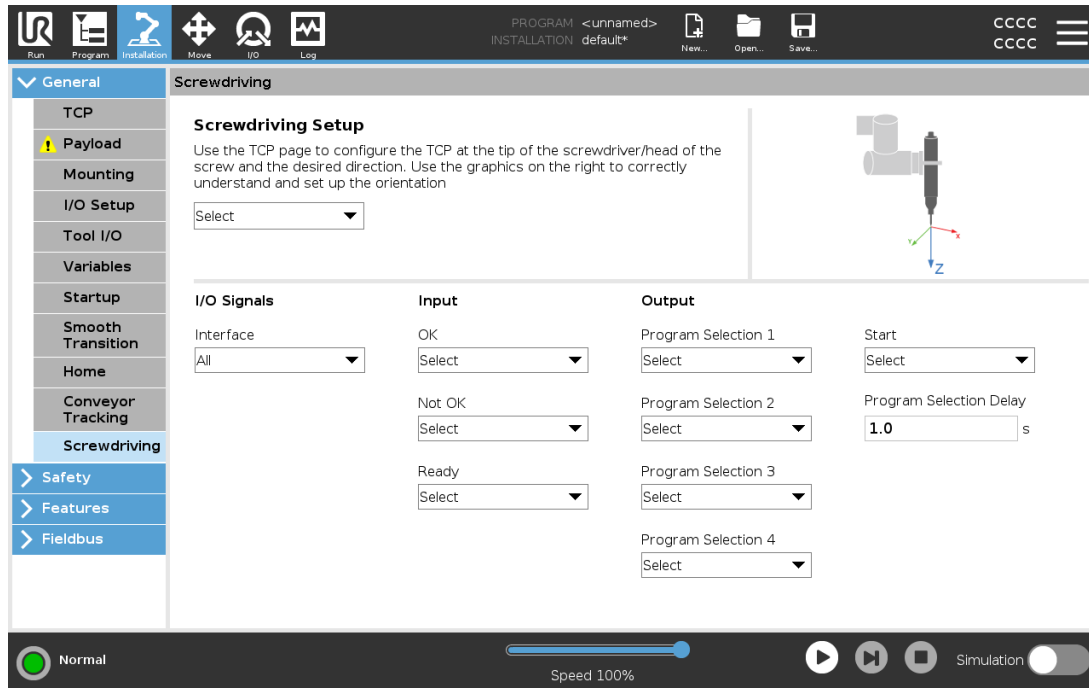 PROGRAM <unnamed>
INSTALLATION default*
CCCC
CCCC
UR
Run
Program
Installation
Move
I/O
Log
New...
Open...
Save...
General
TCP
Payload
Mounting
I/O Setup
Tool I/O
Variables
Startup
Smooth
Transition
Home
Conveyor
Tracking
Screwdriving
Safety
Features
Fieldbus
Screwdriving
Screwdriving Setup
Use the TCP page to configure the TCP at the tip of the screwdriver/head of the
screw and the desired direction. Use the graphics on the right to correctly
understand and set up the orientation
Select
Y
X
Z
I/O Signals
Interface
All
Input
OK
Select
Not OK
Select
Ready
Select
Output
Program Selection 1
Select
Program Selection 2
Select
Program Selection 3
Select
Program Selection 4
Select
Start
Select
Program Selection Delay
1.0 s
Normal
Speed 100%
Simulation